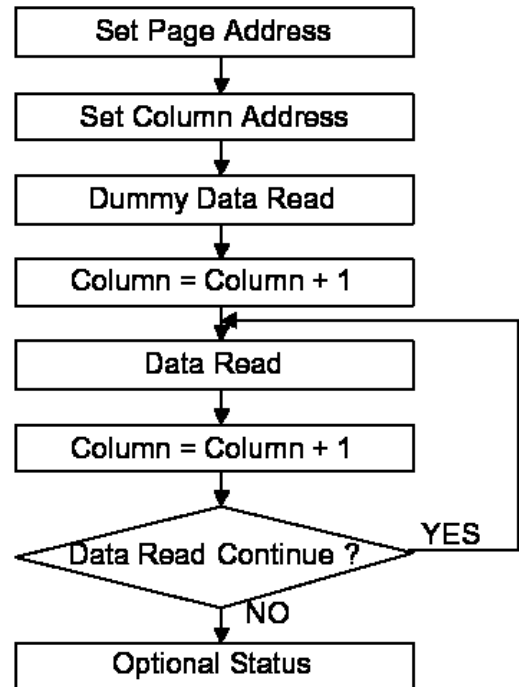 Set Page Address
Set Column Address
Dummy Data Read
Column = Column + 1
Data Read
Column = Column + 1
Data Read Continue ?
YES
NO
Optional Status